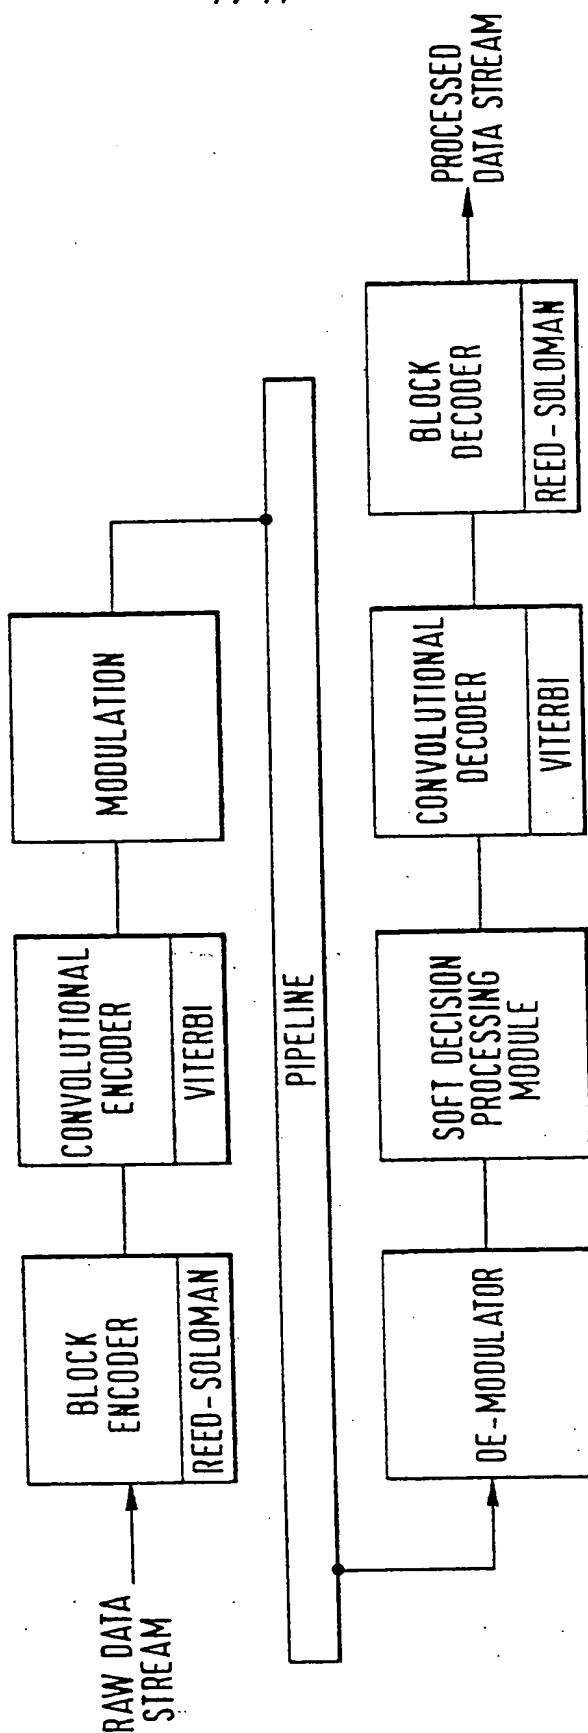 RAW DATA
STREAM
BLOCK
ENCODER
REED-SOLOMAN
CONVOLUTIONAL
ENCODER
VITERBI
MODULATION
PIPELINE
DE-MODULATOR
SOFT DECISION
PROCESSING
MODULE
CONVOLUTIONAL
DECODER
VITERBI
BLOCK
DECODER
REED-SOLOMAN
PROCESSED
DATA STREAM